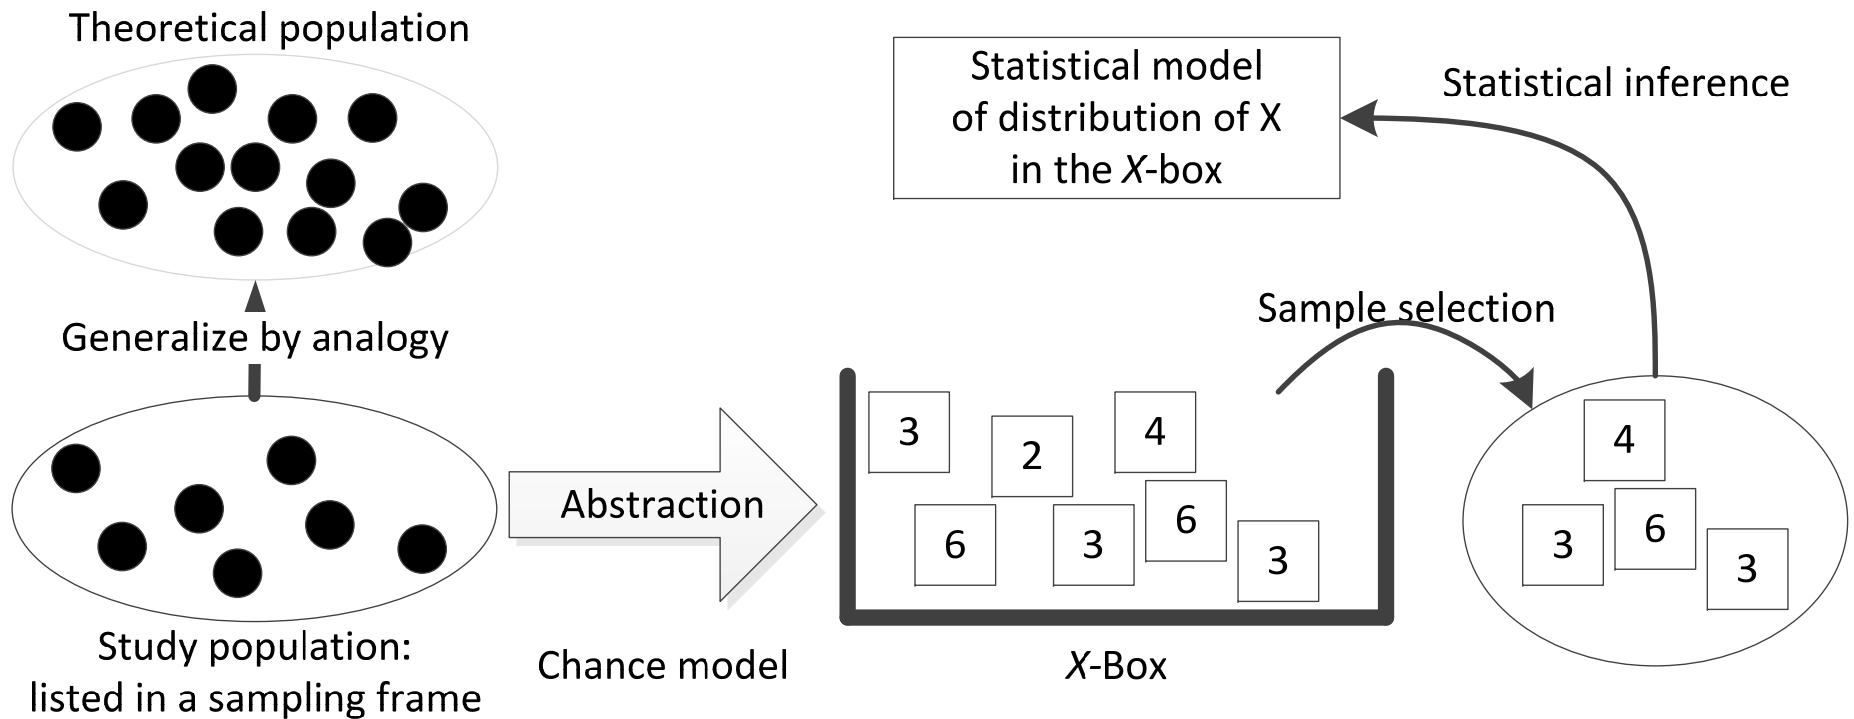 Theoretical population
Generalize by analogy
Study population:
listed in a sampling frame
Abstraction
Chance model
3
2
4
6
3
6
3
X-Box
Sample selection
4
3
6
3
Statistical inference
Statistical model
of distribution of X
in the X-box